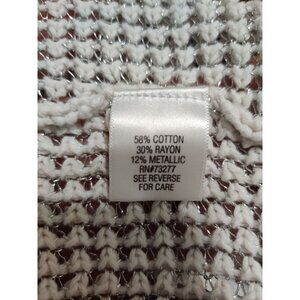 58% COTTON
30% RAYON
12% METALLIC
RN#73277
SEE REVERSE
FOR CARE